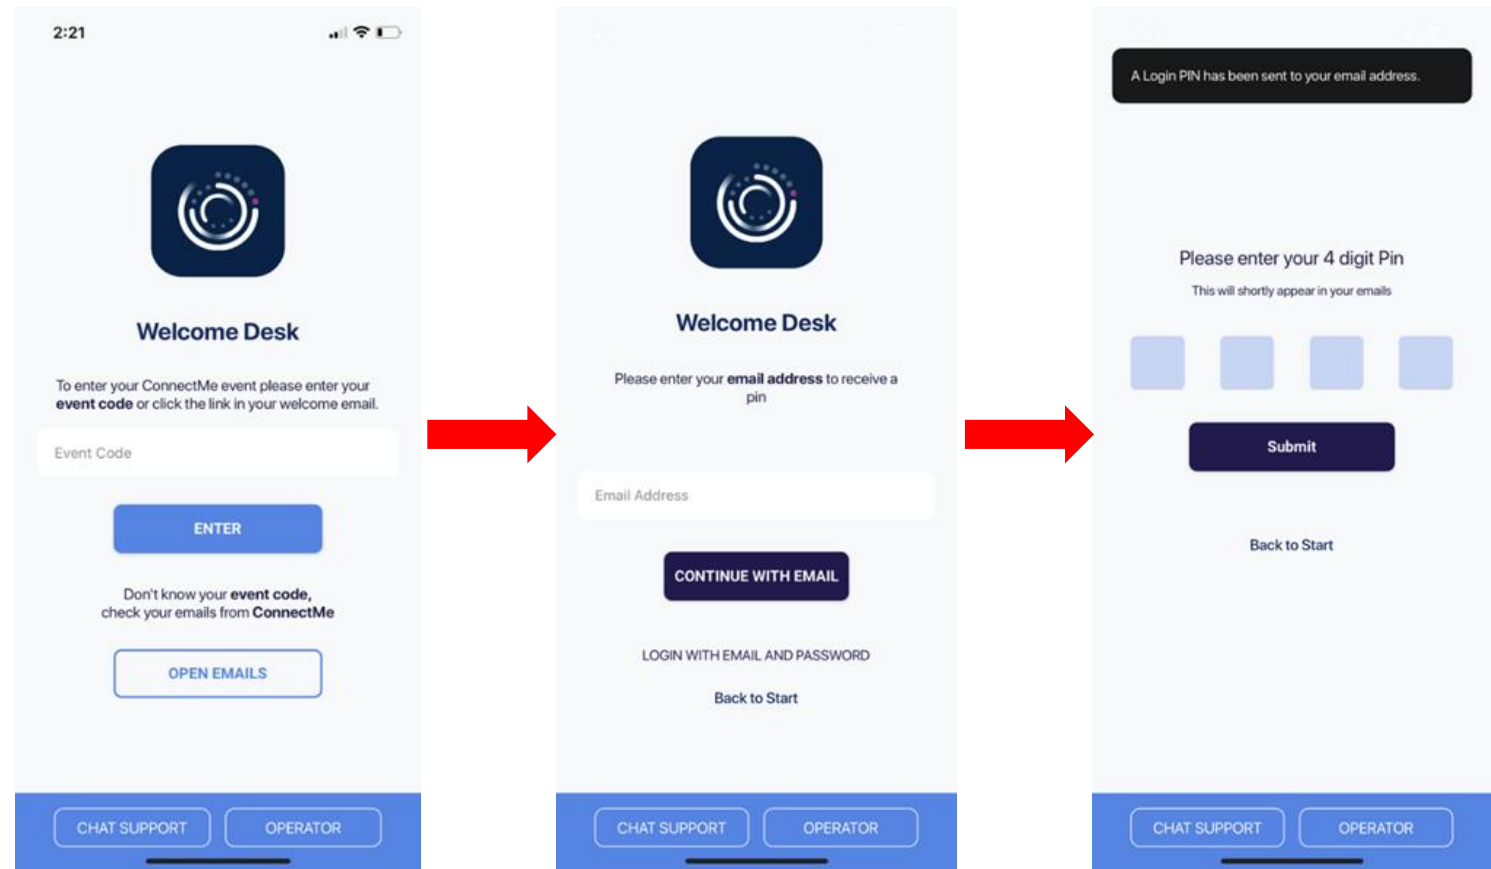 2:21
Welcome Desk
To enter your ConnectMe event please enter your
event code or click the link in your welcome email.
Event Code
ENTER
Don't know your event code,
check your emails from ConnectMe
OPEN EMAILS
CHAT SUPPORT
OPERATOR
Welcome Desk
Please enter your email address to receive a
pin
Email Address
CONTINUE WITH EMAIL
LOGIN WITH EMAIL AND PASSWORD
Back to Start
CHAT SUPPORT
OPERATOR
A Login PIN has been sent to your email address.
Please enter your 4 digit Pin
This will shortly appear in your emails
Submit
Back to Start
CHAT SUPPORT
OPERATOR